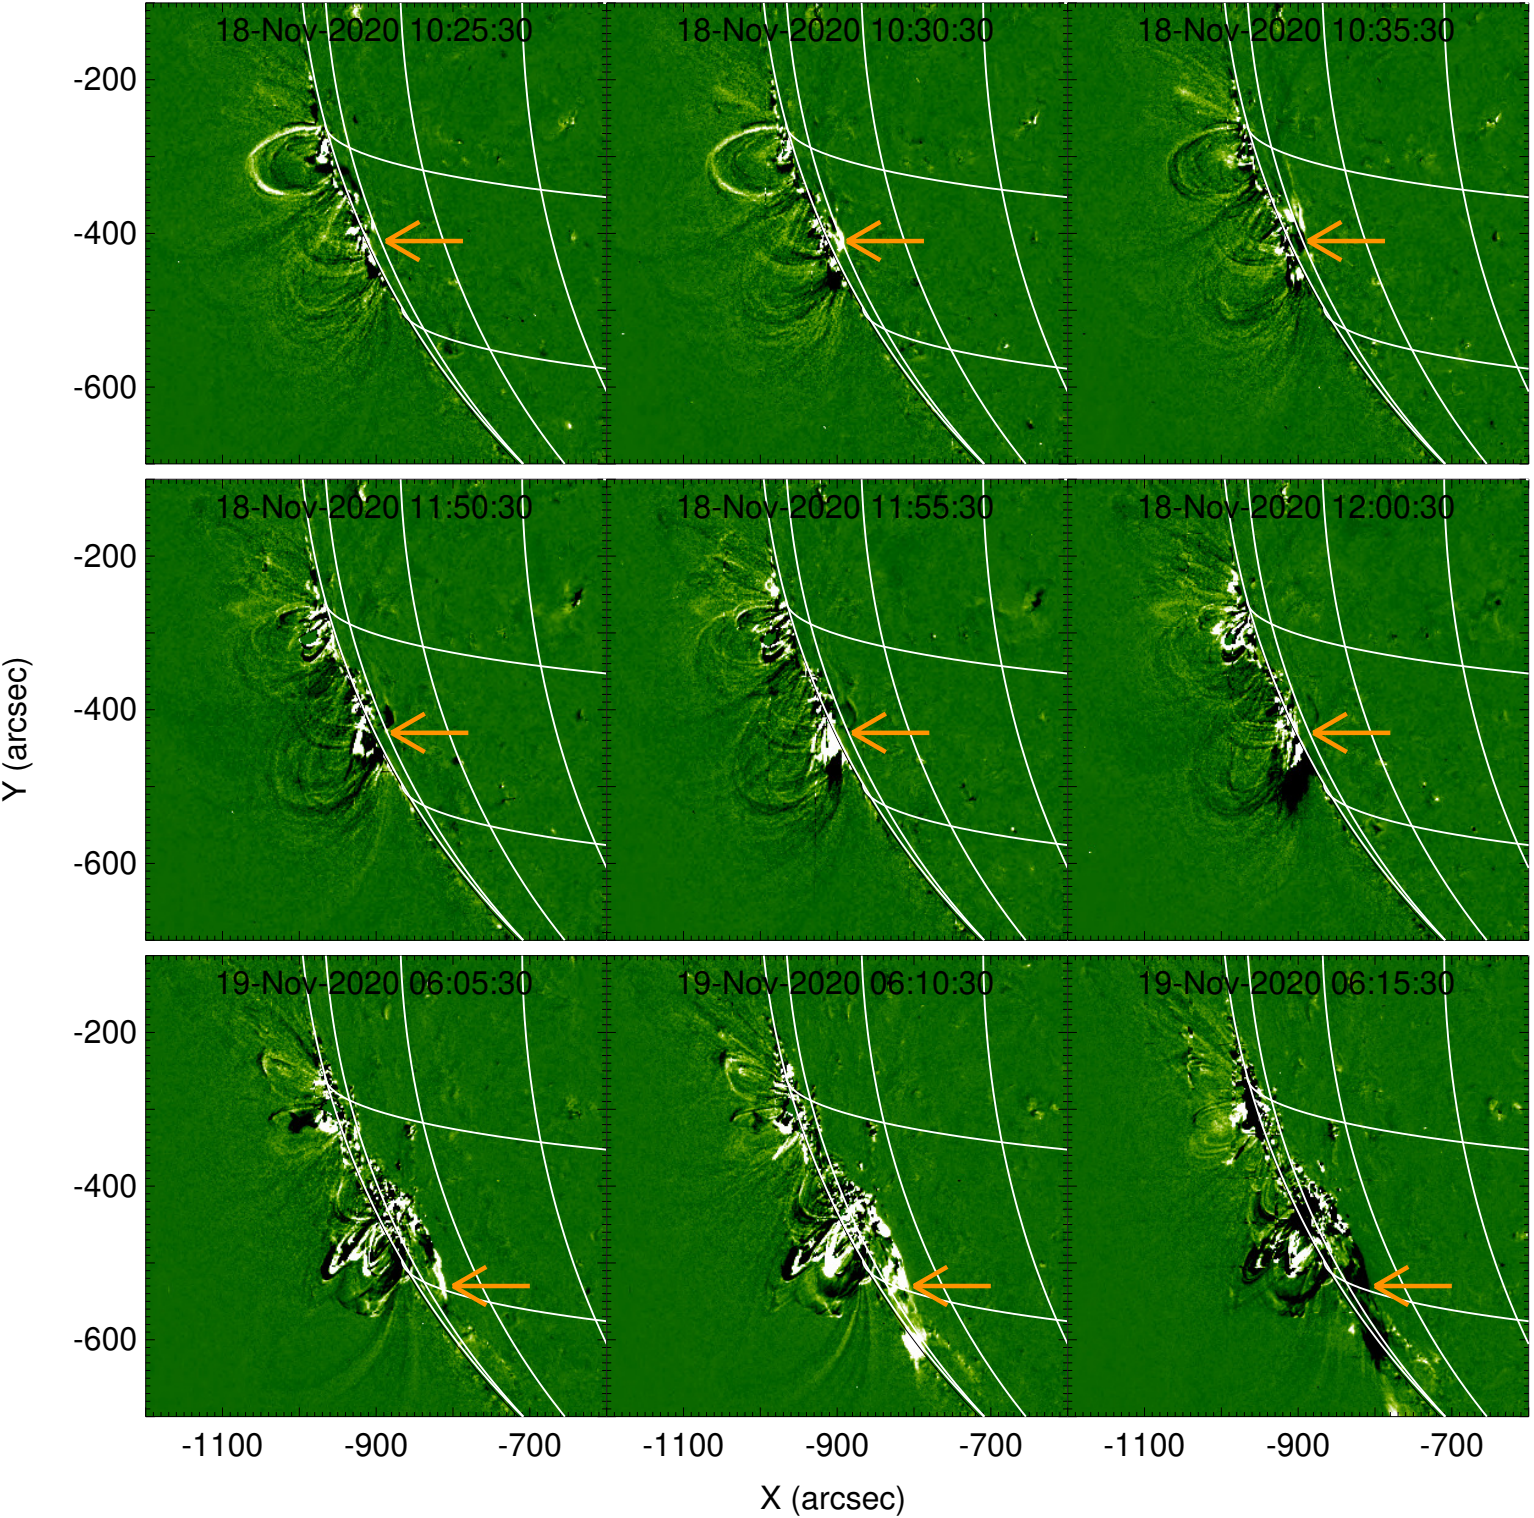 18-Nov-2020 10:25:30
18-Nov-2020 10:30:30
18-Nov-2020 10:35:30
-200
-400
-600
18-Nov-2020 11:50:30
18-Nov-2020 11:55:30
18-Nov-2020 12:00:30
-200
-400
-600
Y (arcsec)
19-Nov-2020 06:05:30
19-Nov-2020 06:10:30
19-Nov-2020 06:15:30
-200
-400
-600
-1100 -900 -700 -1100 -900 -700 -1100 -900 -700
X (arcsec)